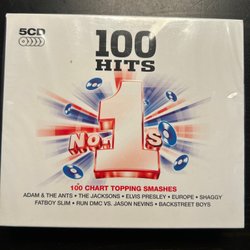 5CD
100
HITS
No.1s
100 CHART TOPPING SMASHES
ADAM & THE ANTS • THE JACKSONS • ELVIS PRESLEY • EUROPE • SHAGGY
FATBOY SLIM • RUN DMC VS. JASON NEVINS • BACKSTREET BOYS